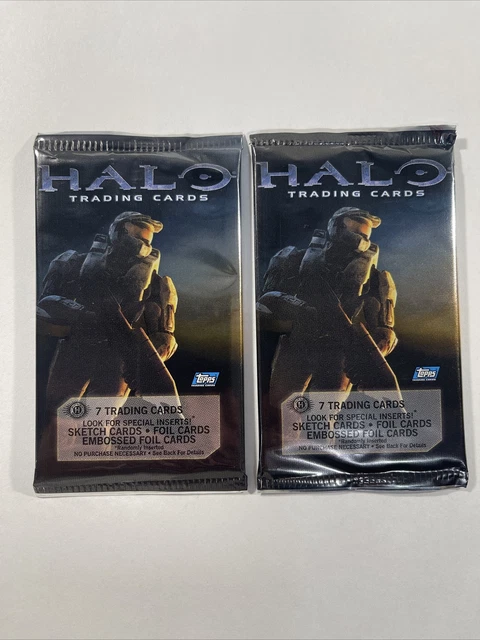 HALO
TRADING CARDS
Topps
7 TRADING CARDS
LOOK FOR SPECIAL INSERTS!*
SKETCH CARDS • FOIL CARDS
EMBOSSED FOIL CARDS
*Randomly Inserted
NO PURCHASE NECESSARY • See Back For Details
HALO
TRADING CARDS
Topps
7 TRADING CARDS
LOOK FOR SPECIAL INSERTS!*
SKETCH CARDS • FOIL CARDS
EMBOSSED FOIL CARDS
*Randomly Inserted
NO PURCHASE NECESSARY • See Back For Details